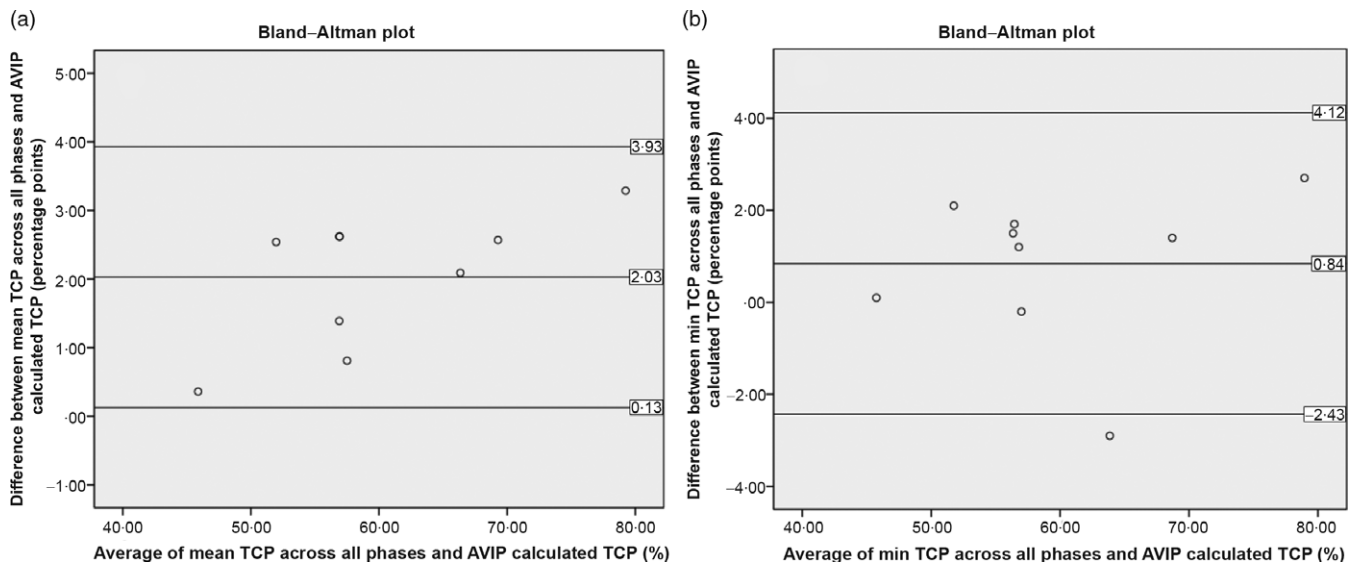 (a)
Bland–Altman plot
Difference between mean TCP across all phases and AVIP
calculated TCP (percentage points)
5·00
4·00
3·00
2·00
1·00
·00
−1·00
3·93
2·03
0·13
40·00 50·00 60·00 70·00 80·00
Average of mean TCP across all phases and AVIP calculated TCP (%)
(b)
Bland–Altman plot
Difference between min TCP across all phases and AVIP
calculated TCP (percentage points)
4·00
2·00
·00
−2·00
−4·00
4·12
0·84
−2·43
40·00 50·00 60·00 70·00 80·00
Average of min TCP across all phases and AVIP calculated TCP (%)